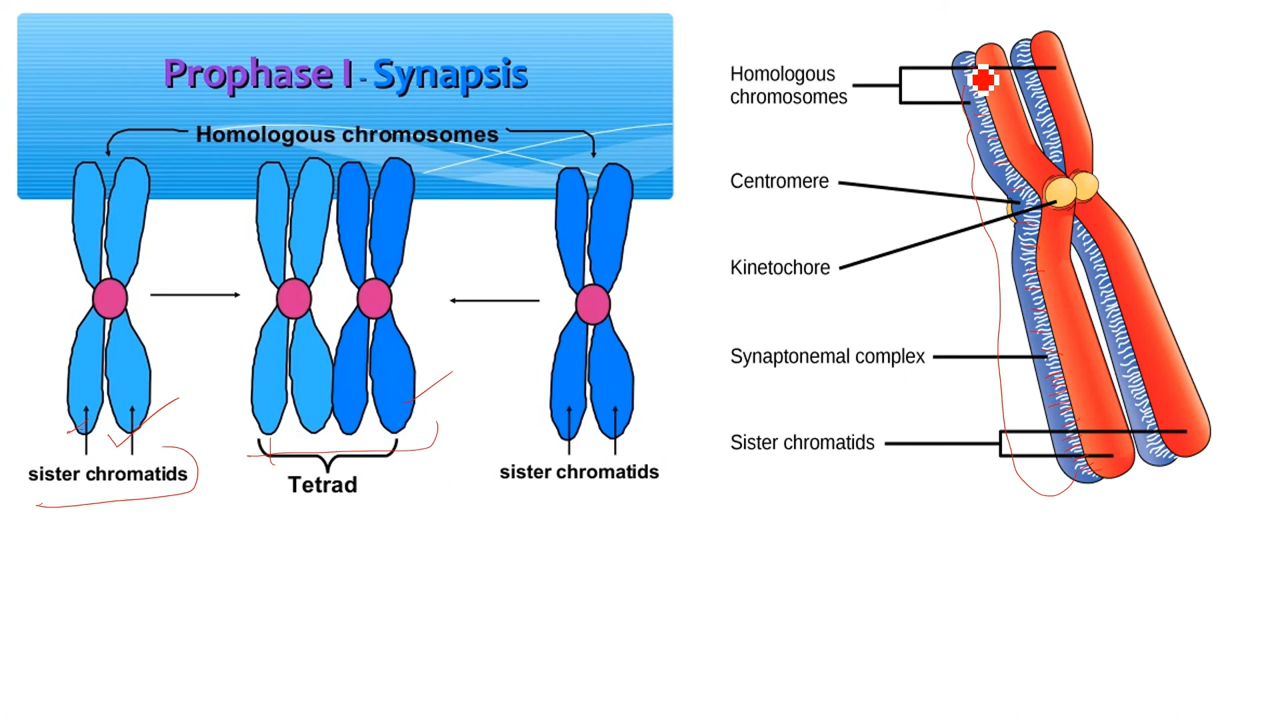 Prophase I - Synapsis
Homologous chromosomes
sister chromatids
Tetrad
sister chromatids
Homologous
chromosomes
Centromere
Kinetochore
Synaptonemal complex
Sister chromatids